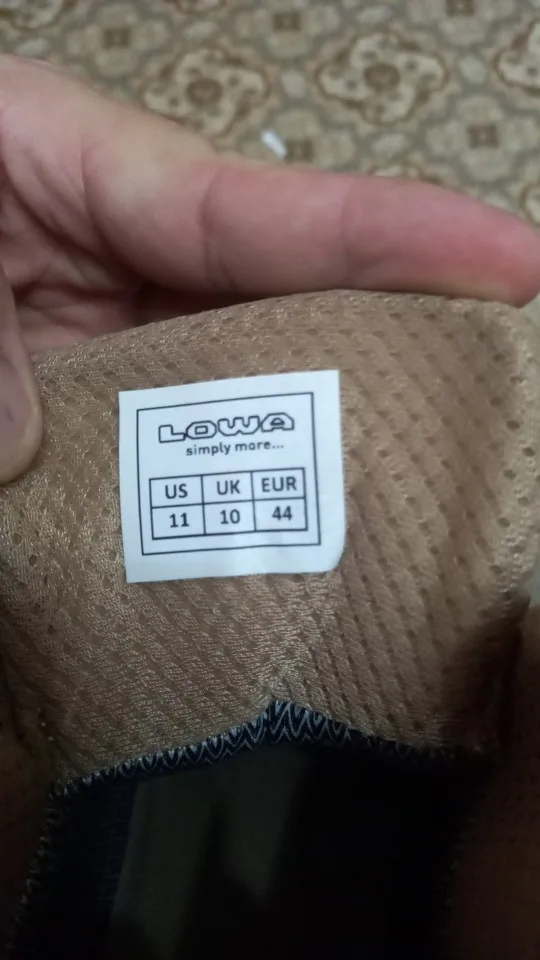 LOWA
simply more...
US UK EUR
11 10 44